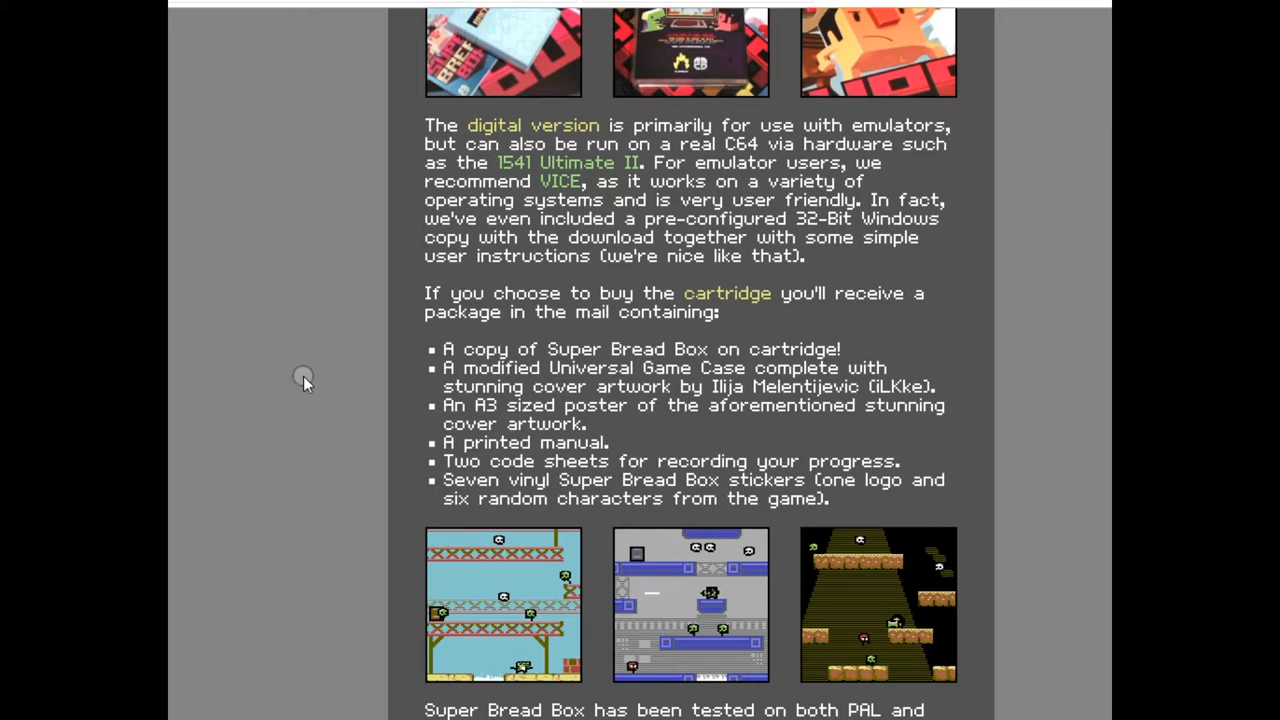 SUPER
BREAD
BOX
The digital version is primarily for use with emulators,
but can also be run on a real C64 via hardware such
as the 1541 Ultimate II. For emulator users, we
recommend VICE, as it works on a variety of
operating systems and is very user friendly. In fact,
we've even included a pre-configured 32-Bit Windows
copy with the download together with some simple
user instructions (we're nice like that).
If you choose to buy the cartridge you'll receive a
package in the mail containing:
▪ A copy of Super Bread Box on cartridge!
▪ A modified Universal Game Case complete with
stunning cover artwork by Ilija Melentijevic (iLKke).
▪ An A3 sized poster of the aforementioned stunning
cover artwork.
▪ A printed manual.
▪ Two code sheets for recording your progress.
▪ Seven vinyl Super Bread Box stickers (one logo and
six random characters from the game).
Super Bread Box has been tested on both PAL and